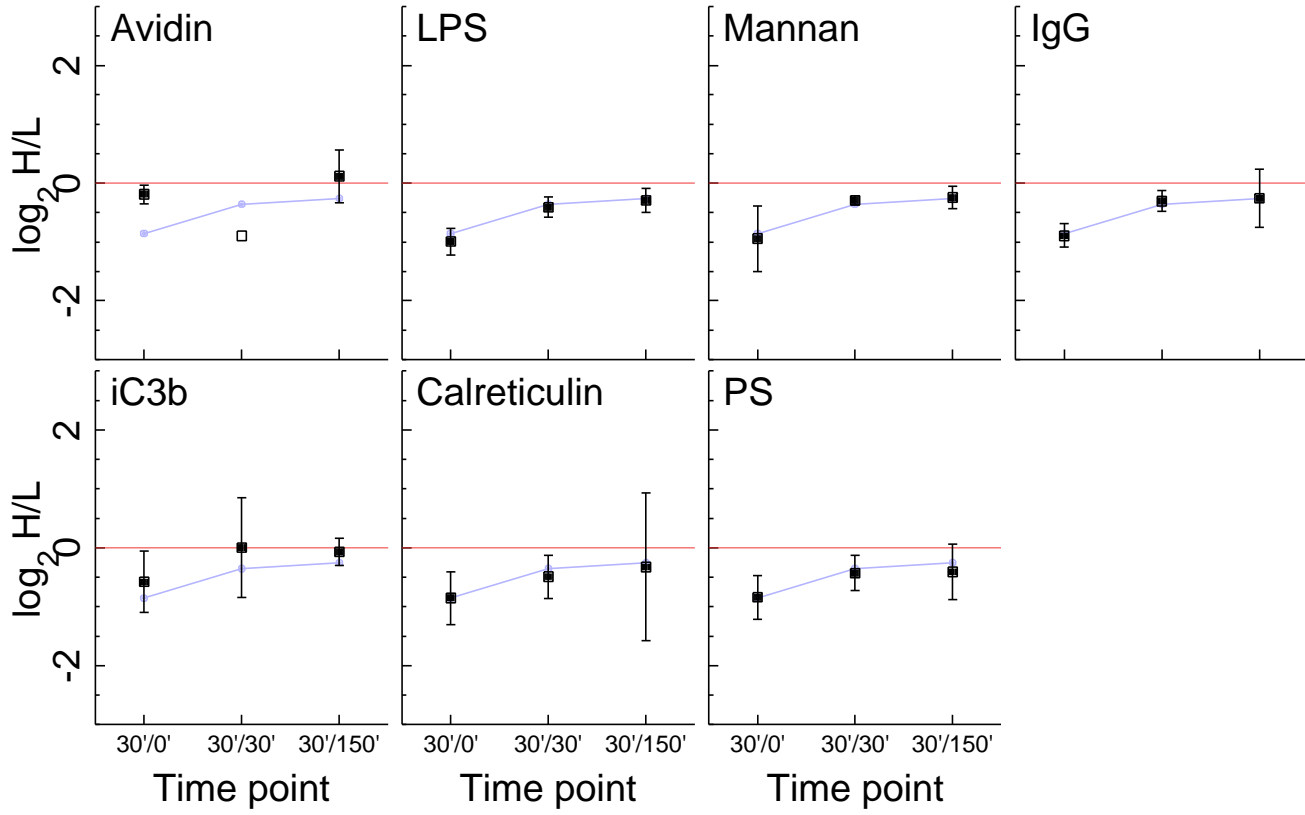 Avidin
LPS
Mannan
IgG
log₂ H/L
2
0
-2
iC3b
Calreticulin
PS
log₂ H/L
2
0
-2
30'/0' 30'/30' 30'/150'
30'/0' 30'/30' 30'/150'
30'/0' 30'/30' 30'/150'
Time point
Time point
Time point